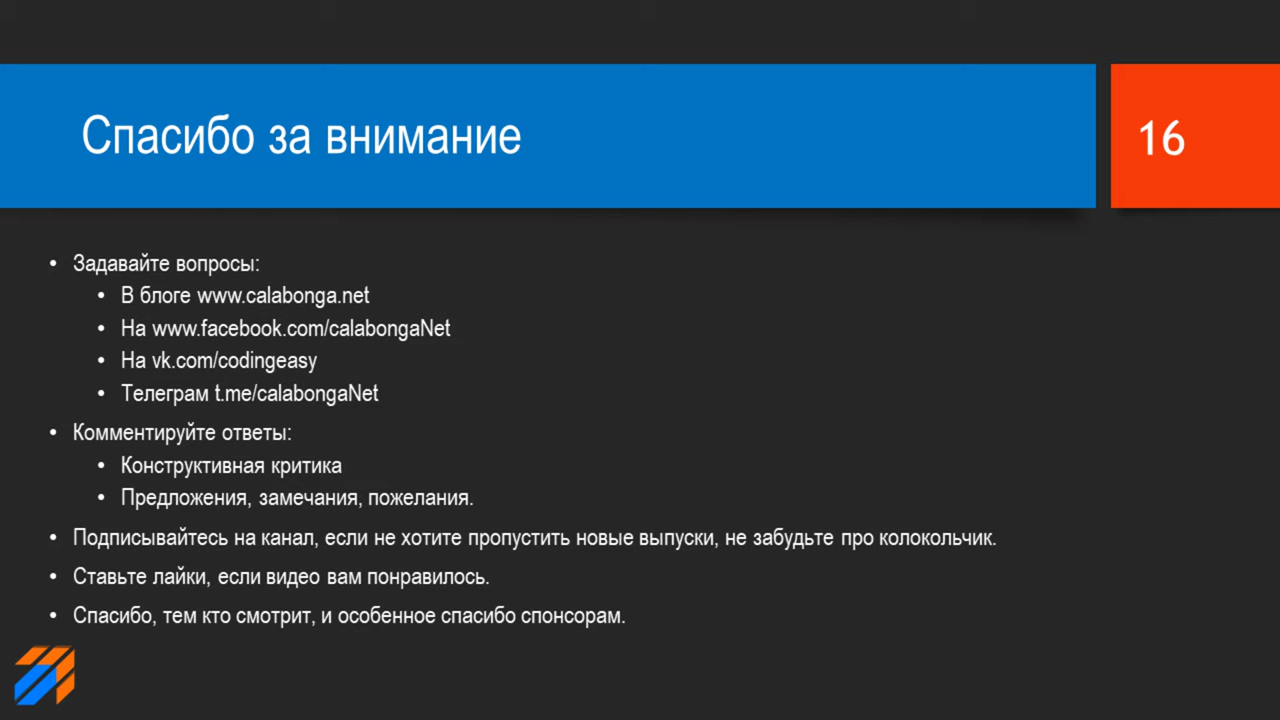 Спасибо за внимание
16
• Задавайте вопросы:
• В блоге www.calabonga.net
• На www.facebook.com/calabongaNet
• На vk.com/codingeasy
• Телеграм t.me/calabongaNet
• Комментируйте ответы:
• Конструктивная критика
• Предложения, замечания, пожелания.
• Подписывайтесь на канал, если не хотите пропустить новые выпуски, не забудьте про колокольчик.
• Ставьте лайки, если видео вам понравилось.
• Спасибо, тем кто смотрит, и особенное спасибо спонсорам.